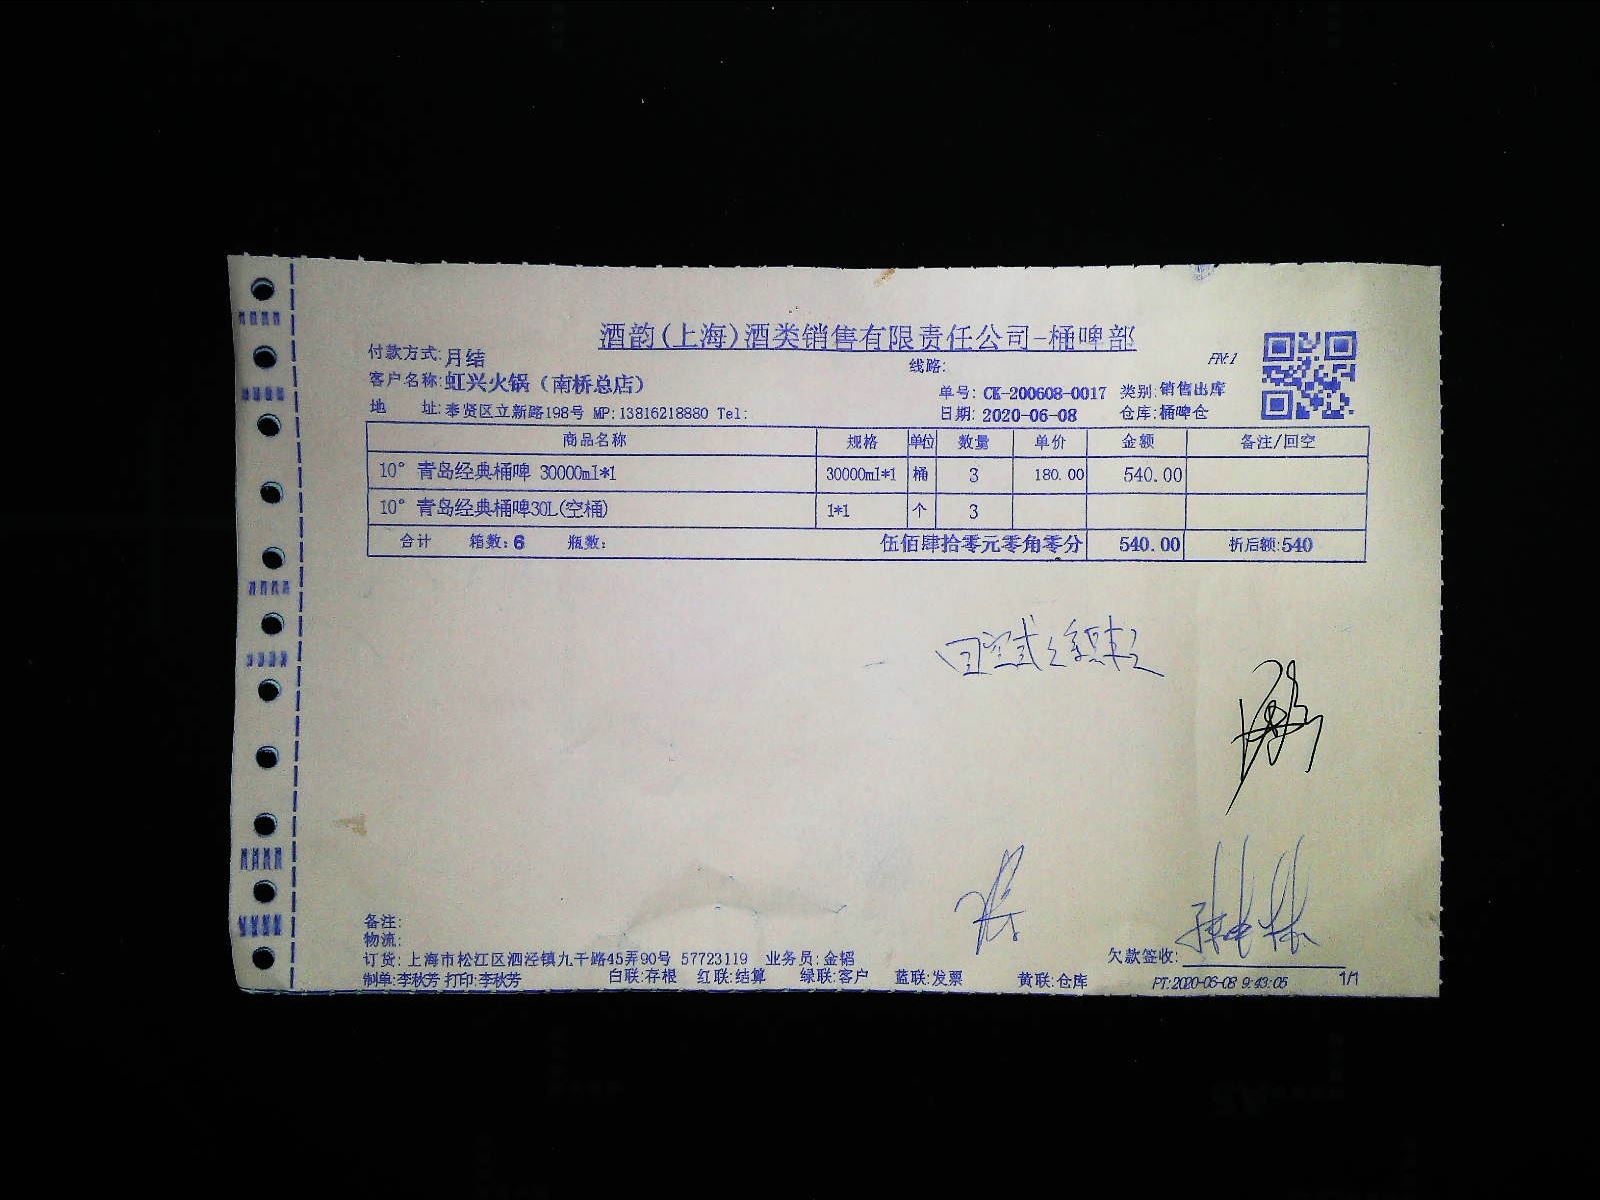 酒韵(上海)酒类销售有限责任公司-桶啤部
付款方式:月结 线路: PN:1
客户名称:虹兴火锅（南桥总店） 单号: CK-200608-0017 类别:销售出库
地 址:奉贤区立新路198号 MP:13816218880 Tel: 日期: 2020-06-08 仓库:桶啤仓
商品名称 规格 单位 数量 单价 金额 备注/回空
10° 青岛经典桶啤 30000ml*1 30000ml*1 桶 3 180.00 540.00
10° 青岛经典桶啤30L(空桶) 1*1 个 3
合计 箱数: 6 瓶数: 伍佰肆拾零元零角零分 540.00 折后额:540
备注:
物流:
订货: 上海市松江区泗泾镇九干路45弄90号 57723119 业务员:金韬 欠款签收:
制单:李秋芳 打印:李秋芳 白联:存根 红联:结算 绿联:客户 蓝联:发票 黄联:仓库 PT:2020-06-08 9:43:05 1/1